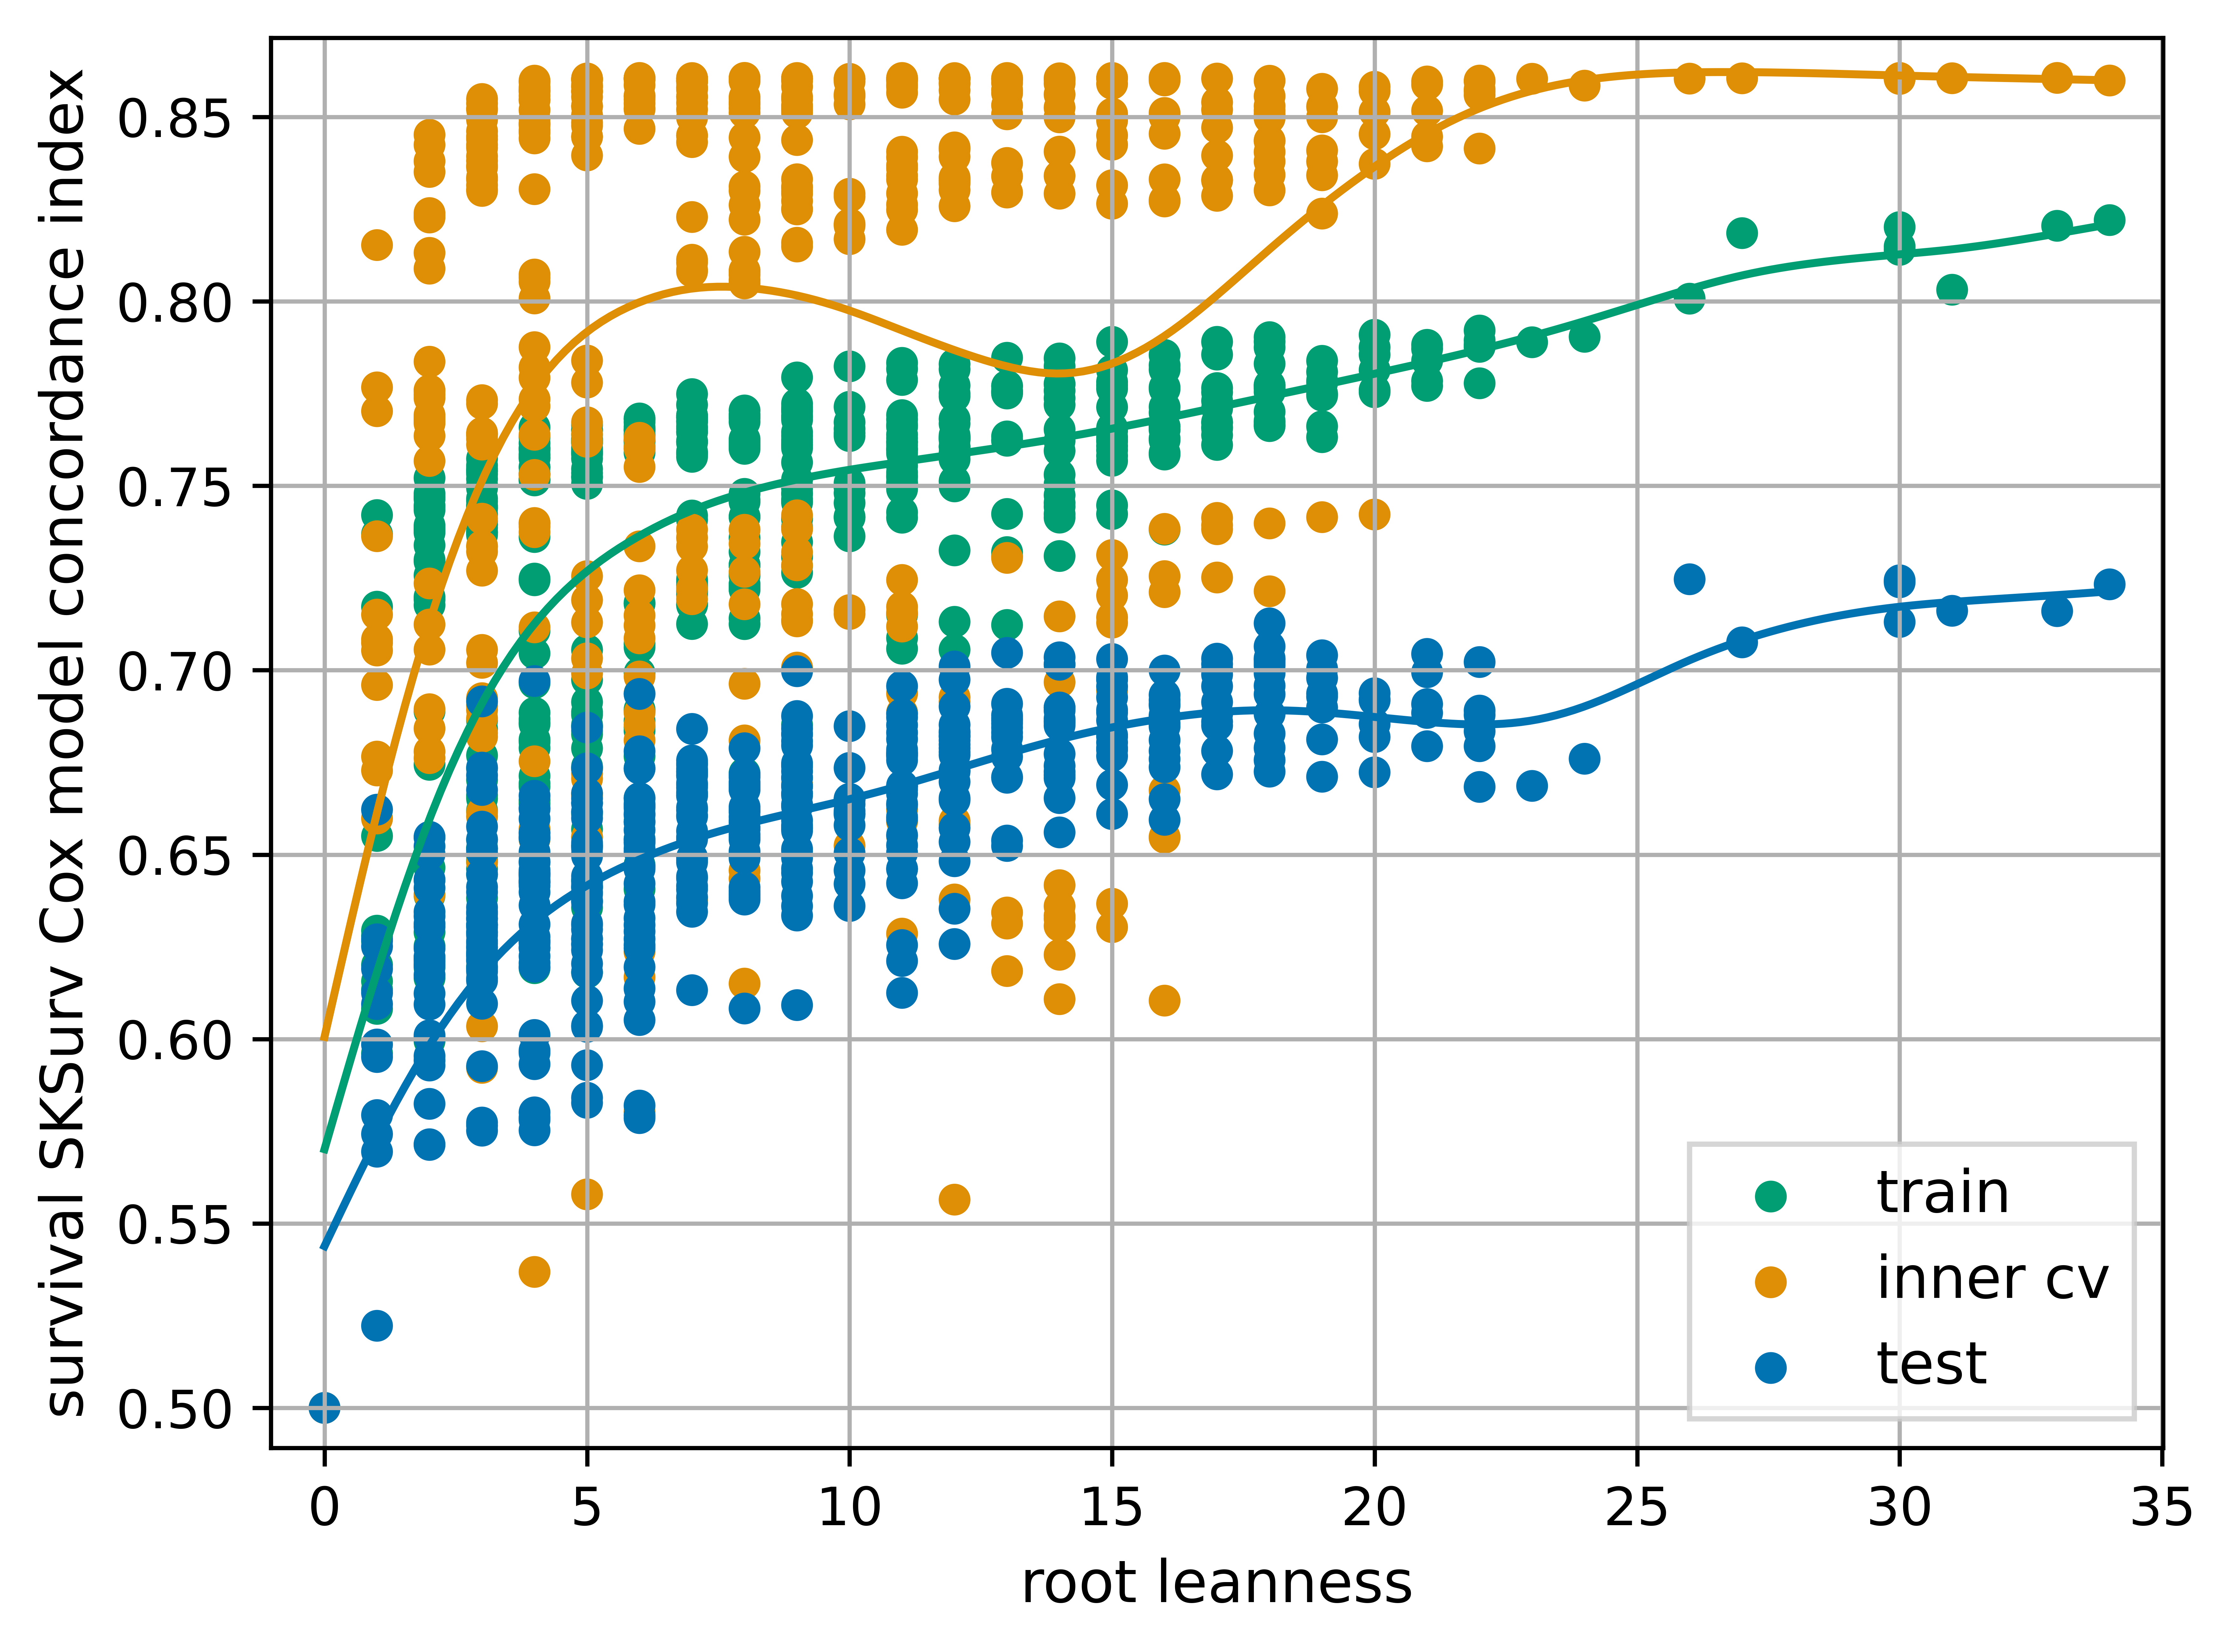 survival SKSurv Cox model concordance index
0.85
0.80
0.75
0.70
0.65
0.60
0.55
0.50
train
inner cv
test
0 5 10 15 20 25 30 35
root leanness